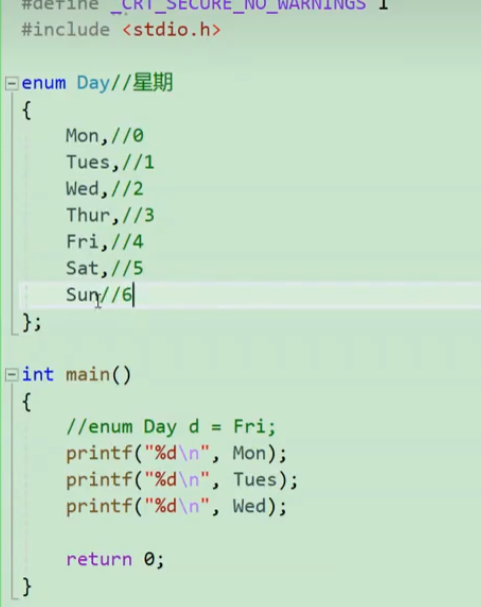 #define _CRT_SECURE_NO_WARNINGS 1
#include <stdio.h>
enum Day//星期
{
Mon,//0
Tues,//1
Wed,//2
Thur,//3
Fri,//4
Sat,//5
Sun//6
};
int main()
{
//enum Day d = Fri;
printf("%d\n", Mon);
printf("%d\n", Tues);
printf("%d\n", Wed);
return 0;
}